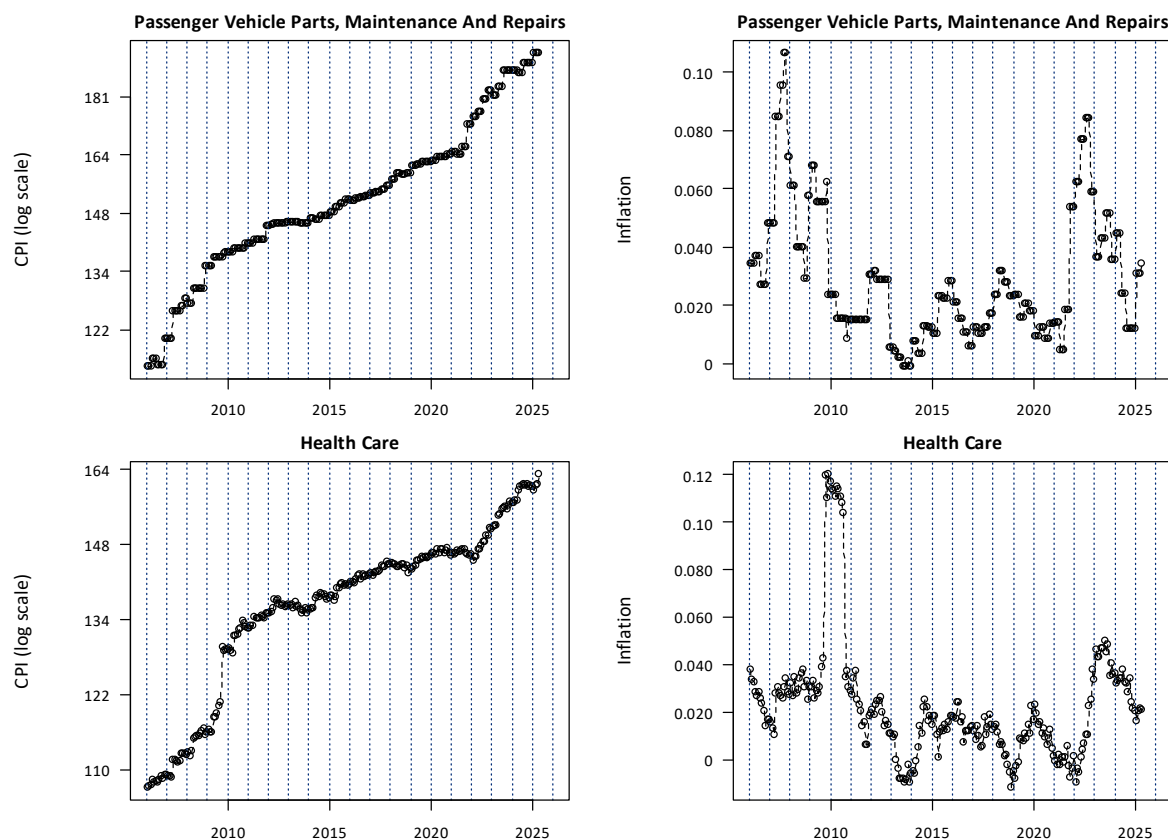 Passenger Vehicle Parts, Maintenance And Repairs
CPI (log scale)
181
164
148
134
122
2010 2015 2020 2025
Passenger Vehicle Parts, Maintenance And Repairs
Inflation
0.10
0.080
0.060
0.040
0.020
0
2010 2015 2020 2025
Health Care
CPI (log scale)
164
148
134
122
110
2010 2015 2020 2025
Health Care
Inflation
0.12
0.10
0.080
0.060
0.040
0.020
0
2010 2015 2020 2025